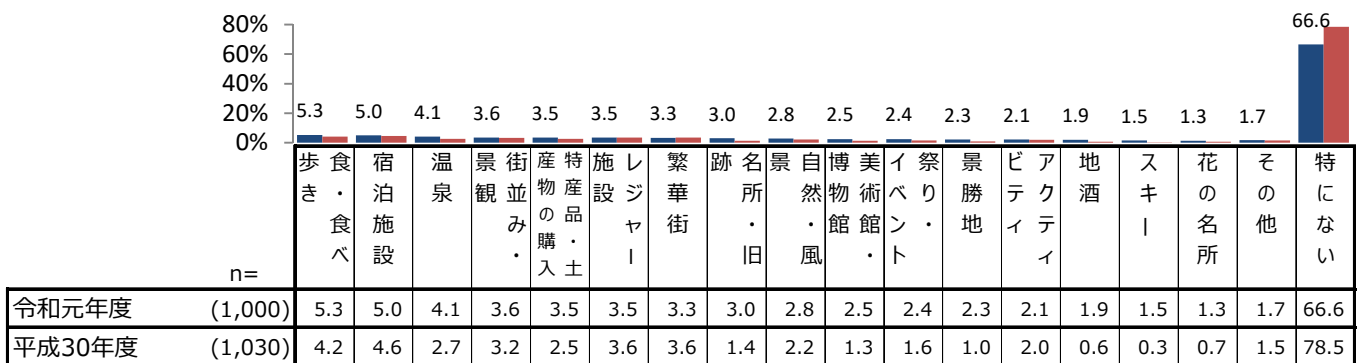 80%
60%
40%
20%
0%
5.3 5.0 4.1 3.6 3.5 3.5 3.3 3.0 2.8 2.5 2.4 2.3 2.1 1.9 1.5 1.3 1.7 66.6
食・食べ歩き
宿泊施設
温泉
街並み・景観
特産品・土産物の購入
レジャー施設
繁華街
名所・旧跡
自然・風景
美術館・博物館
祭り・イベント
景勝地
アクティビティ
地酒
スキー
花の名所
その他
特にない
n=
令和元年度 (1,000) 5.3 5.0 4.1 3.6 3.5 3.5 3.3 3.0 2.8 2.5 2.4 2.3 2.1 1.9 1.5 1.3 1.7 66.6
平成30年度 (1,030) 4.2 4.6 2.7 3.2 2.5 3.6 3.6 1.4 2.2 1.3 1.6 1.0 2.0 0.6 0.3 0.7 1.5 78.5